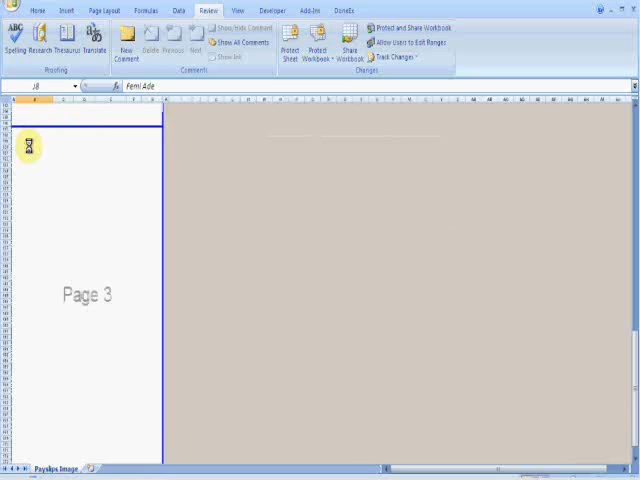 Home Insert Page Layout Formulas Data Review View Developer Add-Ins DoneEx
ABC
Spelling Research Thesaurus Translate
Proofing
New Comment Delete Previous Next
Show/Hide Comment
Show All Comments
Show Ink
Comments
Protect Sheet Protect Workbook Share Workbook
Protect and Share Workbook
Allow Users to Edit Ranges
Track Changes
Changes
J8 fx Femi Ade
Page 3
Payslips Image